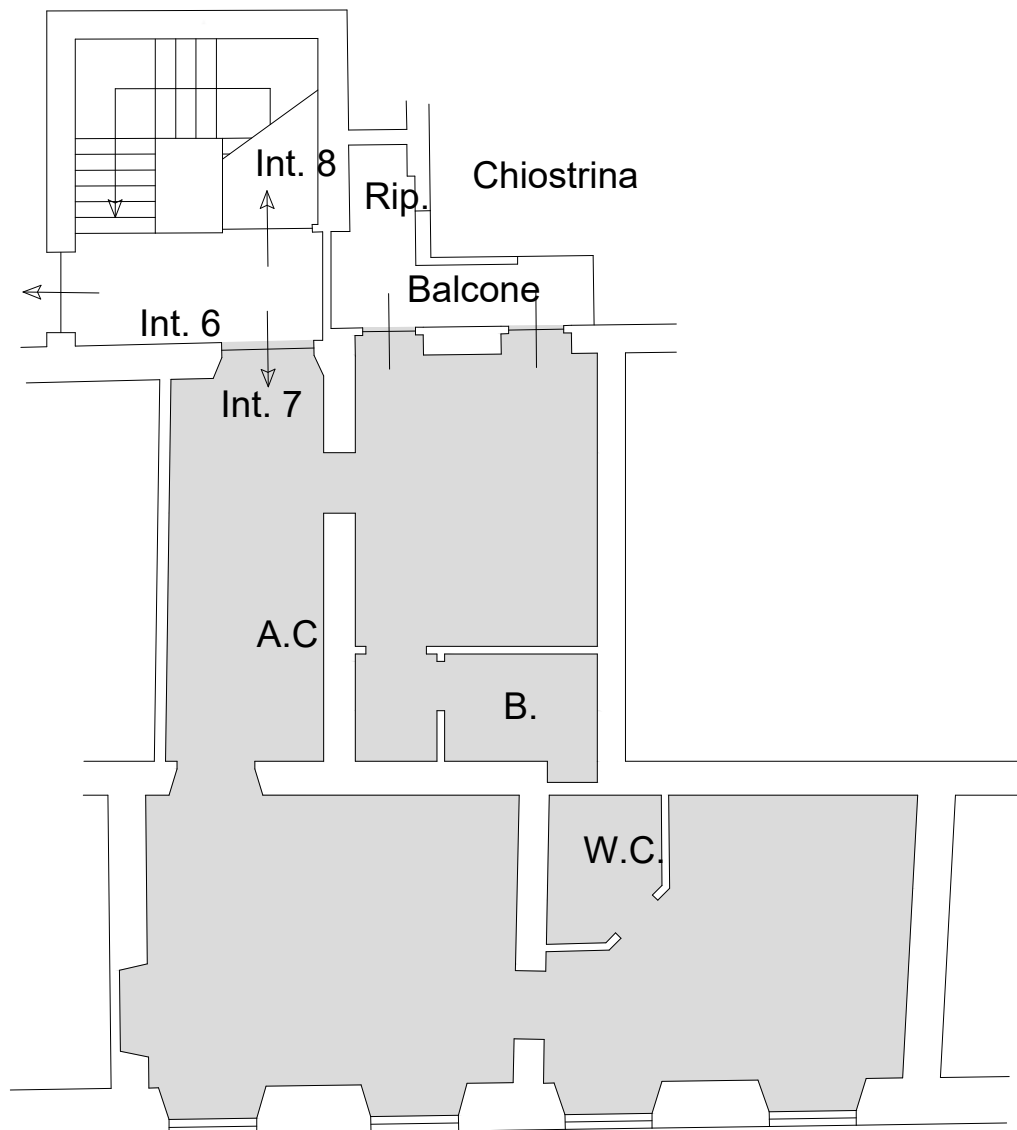 Int. 8
Rip.
Chiostrina
Balcone
Int. 6
Int. 7
A.C
B.
W.C.